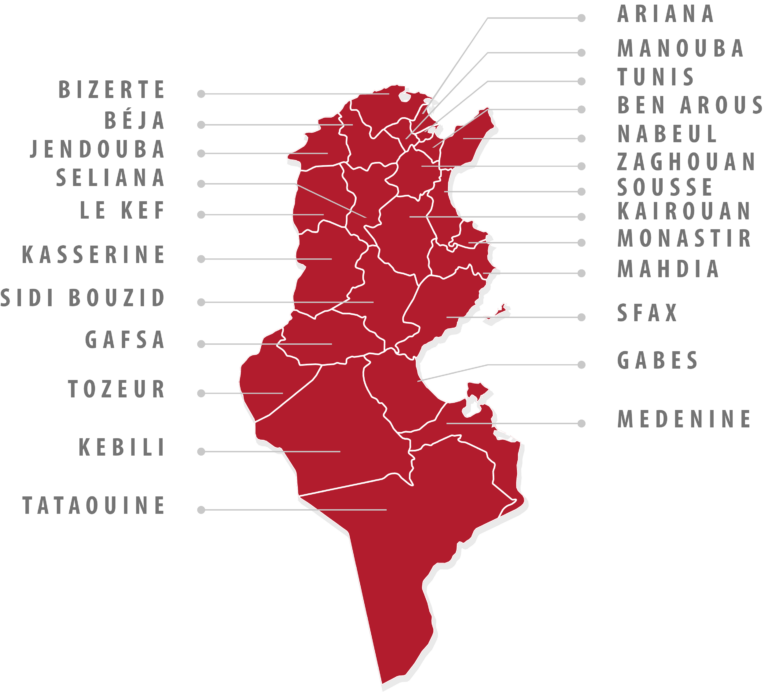 BIZERTE
BÉJA
JENDOUBA
SELIANA
LE KEF
KASSERINE
SIDI BOUZID
GAFSA
TOZEUR
KEBILI
TATAOUINE
ARIANA
MANOUBA
TUNIS
BEN AROUS
NABEUL
ZAGHOUAN
SOUSSE
KAIROUAN
MONASTIR
MAHDIA
SFAX
GABES
MEDENINE